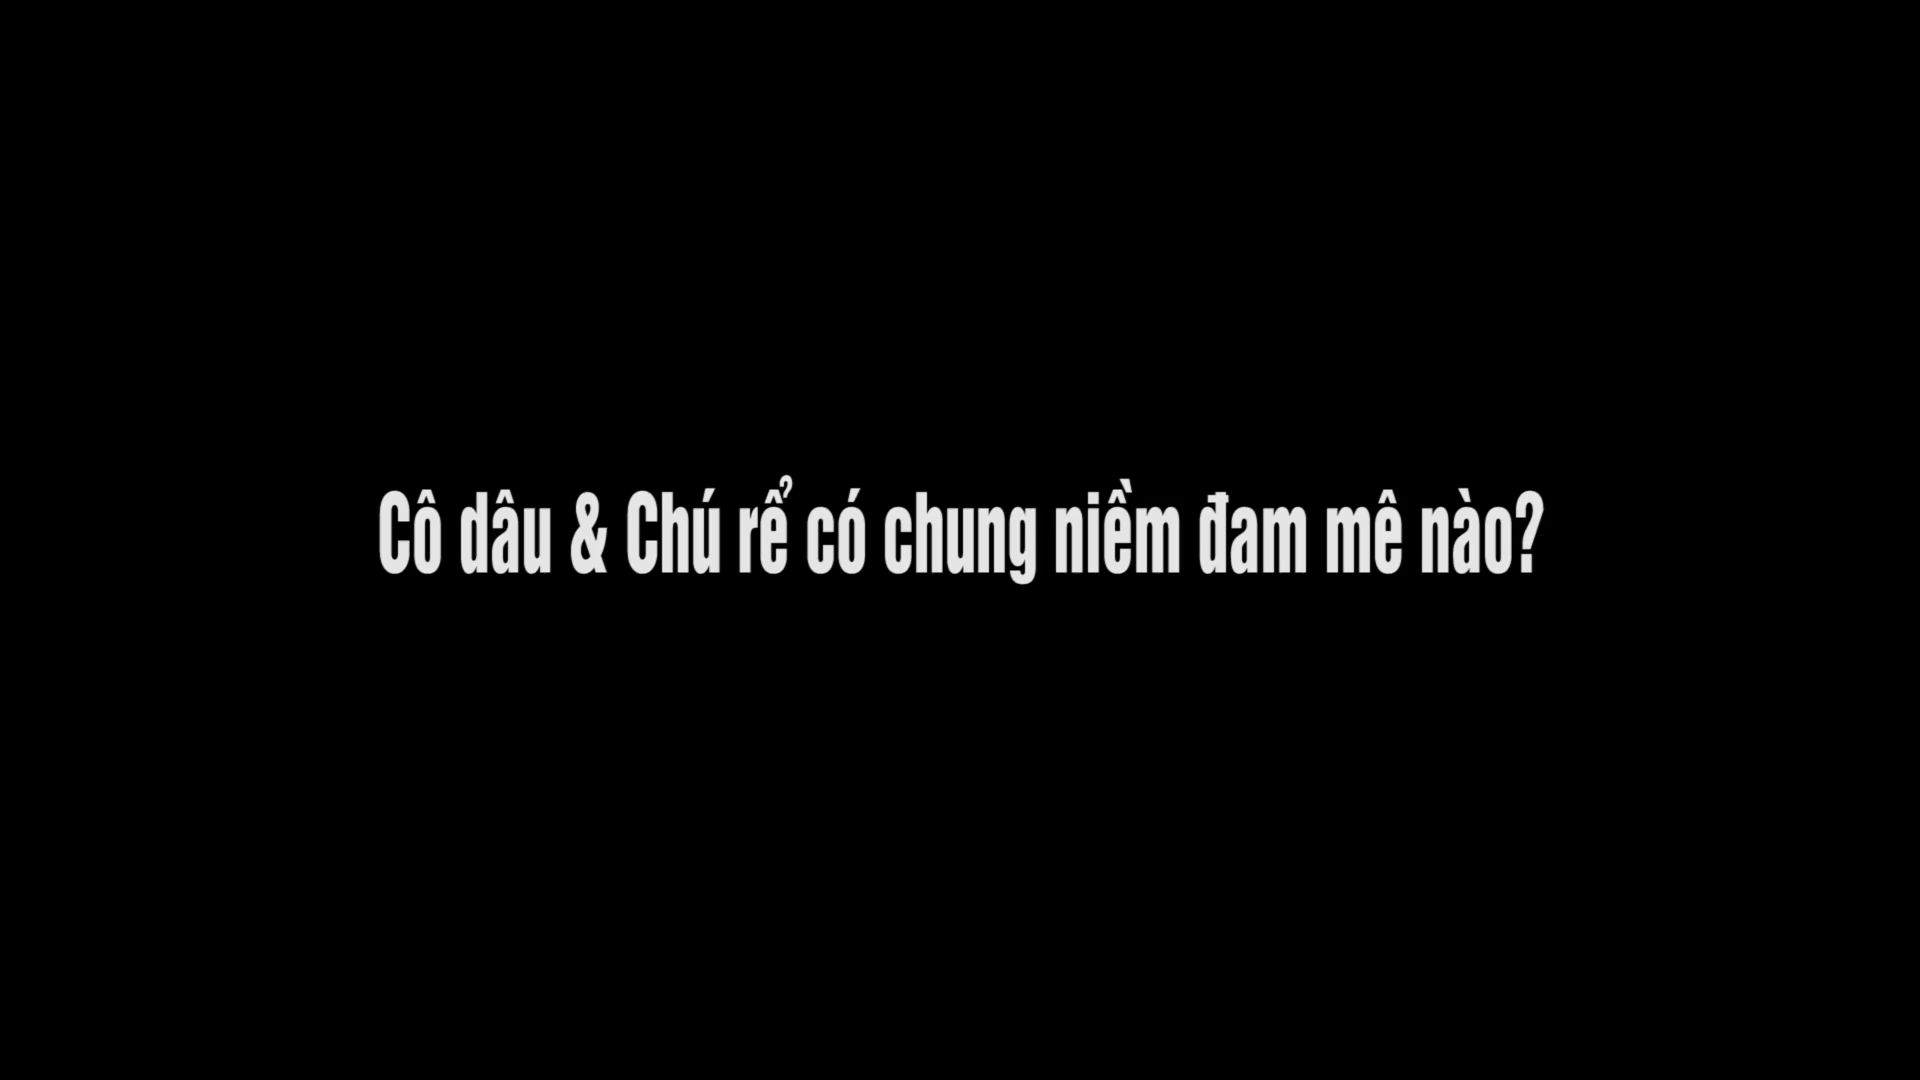 Cô dâu & Chú rể có chung niềm đam mê nào?